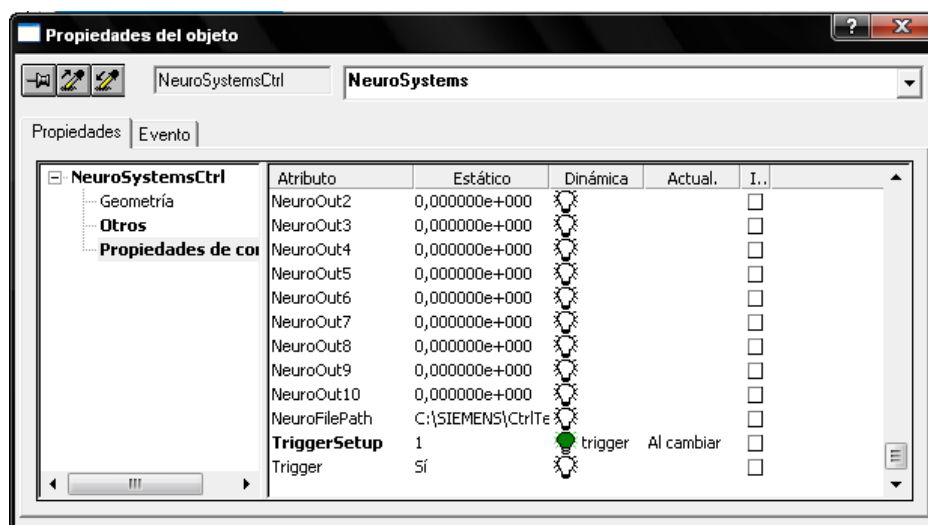 Propiedades del objeto
NeuroSystemsCtrl NeuroSystems
Propiedades Evento
NeuroSystemsCtrl
Geometría
Otros
Propiedades de co
Atributo Estático Dinámica Actual. I..
NeuroOut2 0,000000e+000
NeuroOut3 0,000000e+000
NeuroOut4 0,000000e+000
NeuroOut5 0,000000e+000
NeuroOut6 0,000000e+000
NeuroOut7 0,000000e+000
NeuroOut8 0,000000e+000
NeuroOut9 0,000000e+000
NeuroOut10 0,000000e+000
NeuroFilePath C:\SIEMENS\CtrlTe
TriggerSetup 1 trigger Al cambiar
Trigger Sí